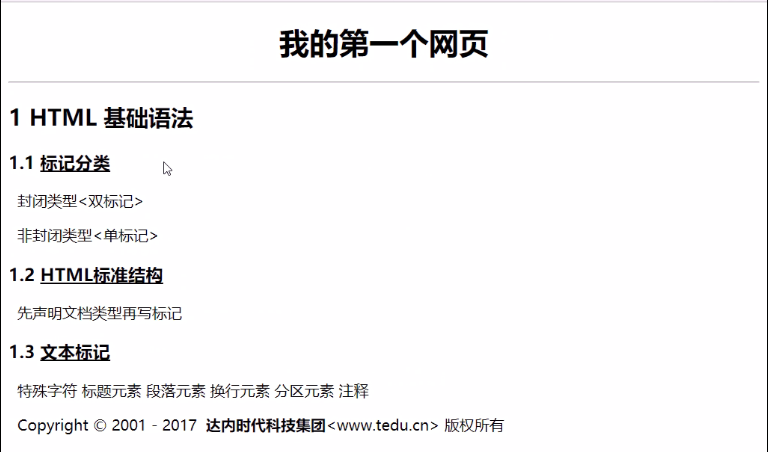 我的第一个网页
1 HTML 基础语法
1.1 标记分类
封闭类型<双标记>
非封闭类型<单标记>
1.2 HTML标准结构
先声明文档类型再写标记
1.3 文本标记
特殊字符 标题元素 段落元素 换行元素 分区元素 注释
Copyright © 2001 - 2017 达内时代科技集团<www.tedu.cn> 版权所有